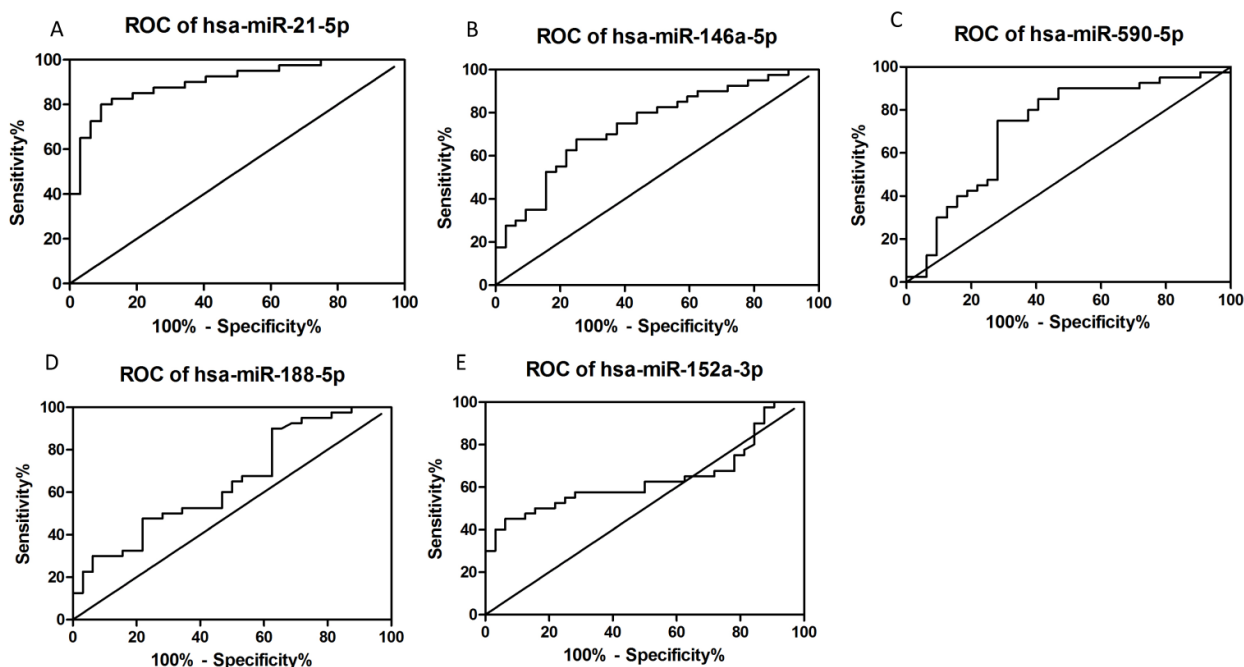 A
ROC of hsa-miR-21-5p
100
80
60
40
20
0
Sensitivity%
0 20 40 60 80 100
100% - Specificity%
B
ROC of hsa-miR-146a-5p
100
80
60
40
20
0
Sensitivity%
0 20 40 60 80 100
100% - Specificity%
C
ROC of hsa-miR-590-5p
100
80
60
40
20
0
Sensitivity%
0 20 40 60 80 100
100% - Specificity%
D
ROC of hsa-miR-188-5p
100
80
60
40
20
0
Sensitivity%
0 20 40 60 80 100
100% - Specificity%
E
ROC of hsa-miR-152a-3p
100
80
60
40
20
0
Sensitivity%
0 20 40 60 80 100
100% - Specificity%